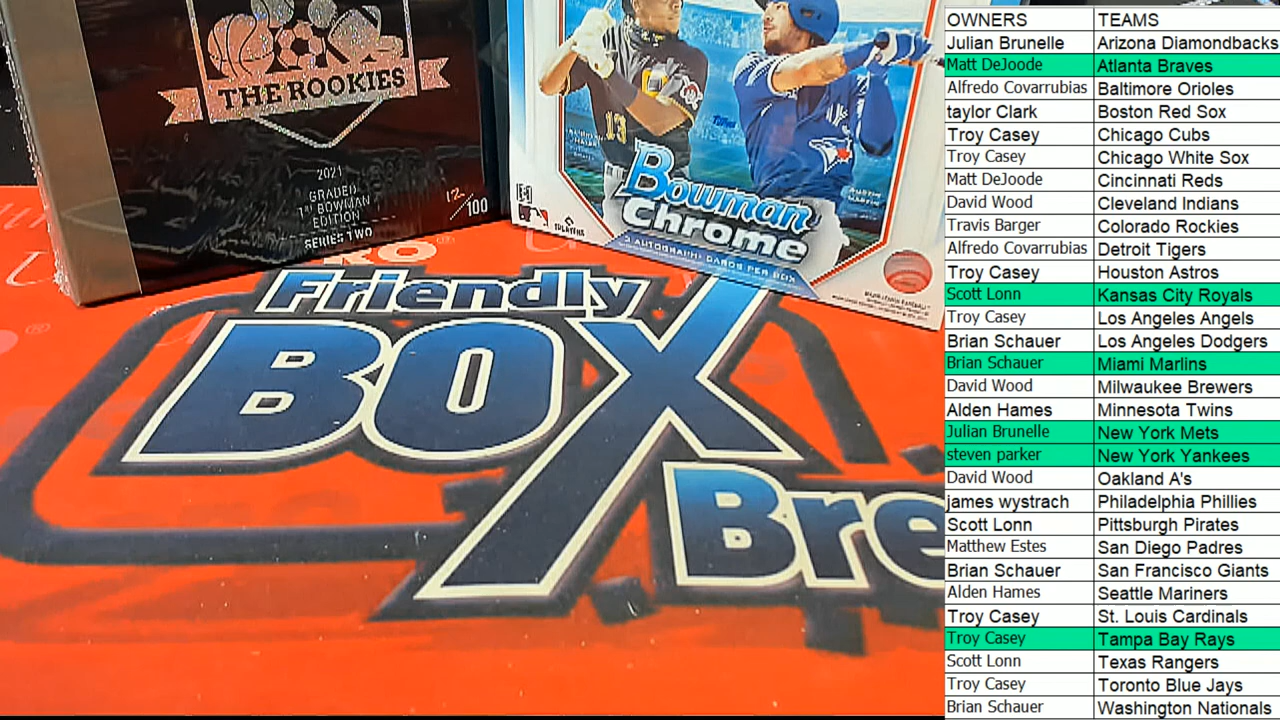 THE ROOKIES
2021
GRADED
1ST BOWMAN
EDITION
SERIES TWO
12/100
13
Bowman
Chrome
2 AUTOGRAPH CARDS PER BOX
Friendly
BOX
Bre
OWNERS TEAMS
Julian Brunelle Arizona Diamondbacks
Matt DeJoode Atlanta Braves
Alfredo Covarrubias Baltimore Orioles
taylor Clark Boston Red Sox
Troy Casey Chicago Cubs
Troy Casey Chicago White Sox
Matt DeJoode Cincinnati Reds
David Wood Cleveland Indians
Travis Barger Colorado Rockies
Alfredo Covarrubias Detroit Tigers
Troy Casey Houston Astros
Scott Lonn Kansas City Royals
Troy Casey Los Angeles Angels
Brian Schauer Los Angeles Dodgers
Brian Schauer Miami Marlins
David Wood Milwaukee Brewers
Alden Hames Minnesota Twins
Julian Brunelle New York Mets
steven parker New York Yankees
David Wood Oakland A's
james wystrach Philadelphia Phillies
Scott Lonn Pittsburgh Pirates
Matthew Estes San Diego Padres
Brian Schauer San Francisco Giants
Alden Hames Seattle Mariners
Troy Casey St. Louis Cardinals
Troy Casey Tampa Bay Rays
Scott Lonn Texas Rangers
Troy Casey Toronto Blue Jays
Brian Schauer Washington Nationals